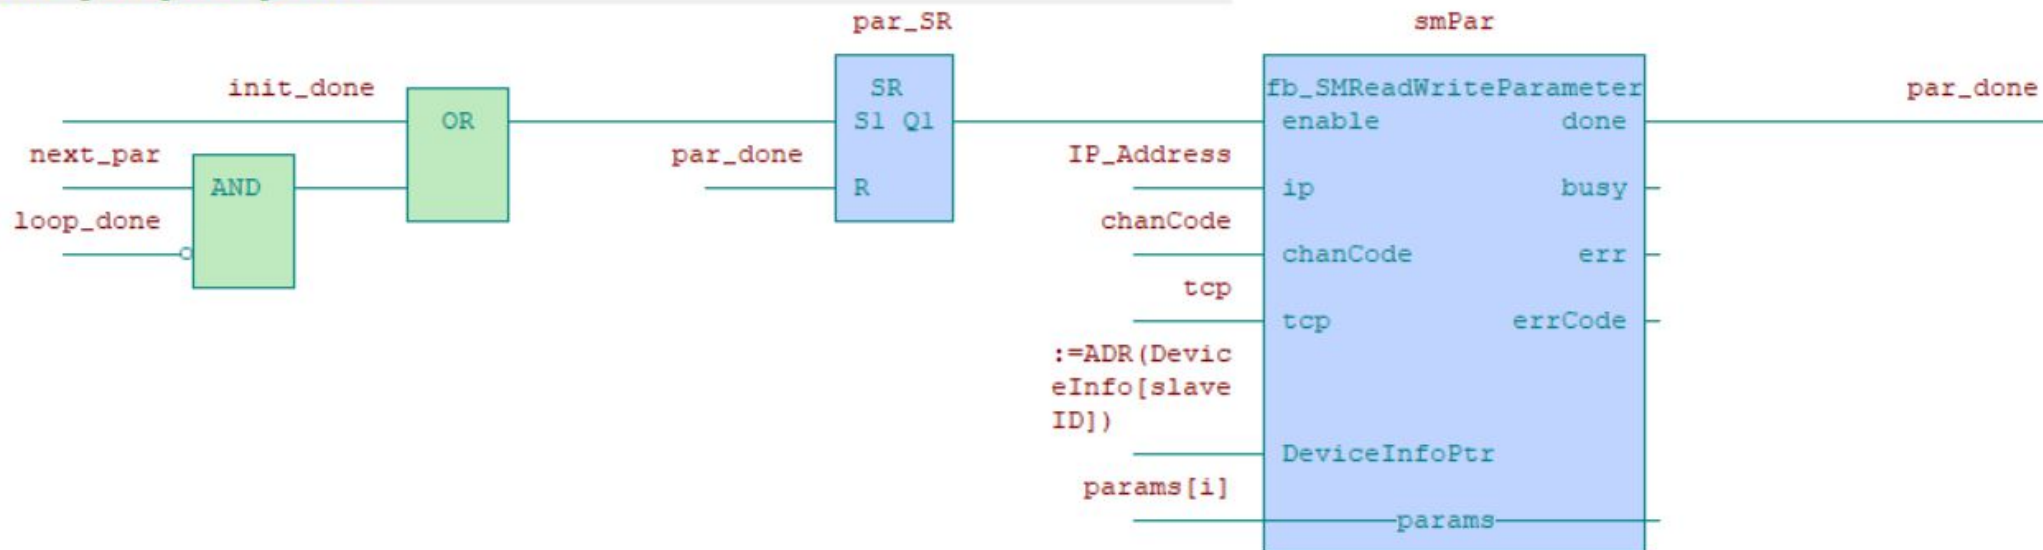 par_SR
smPar
init_done
OR
SR
fb_SMReadWriteParameter
par_done
S1 Q1
enable
done
next_par
AND
par_done
R
IP_Address
ip
busy
loop_done
chanCode
chanCode
err
tcp
tcp
errCode
:=ADR(Devic
eInfo[slave
ID])
DeviceInfoPtr
params[i]
params